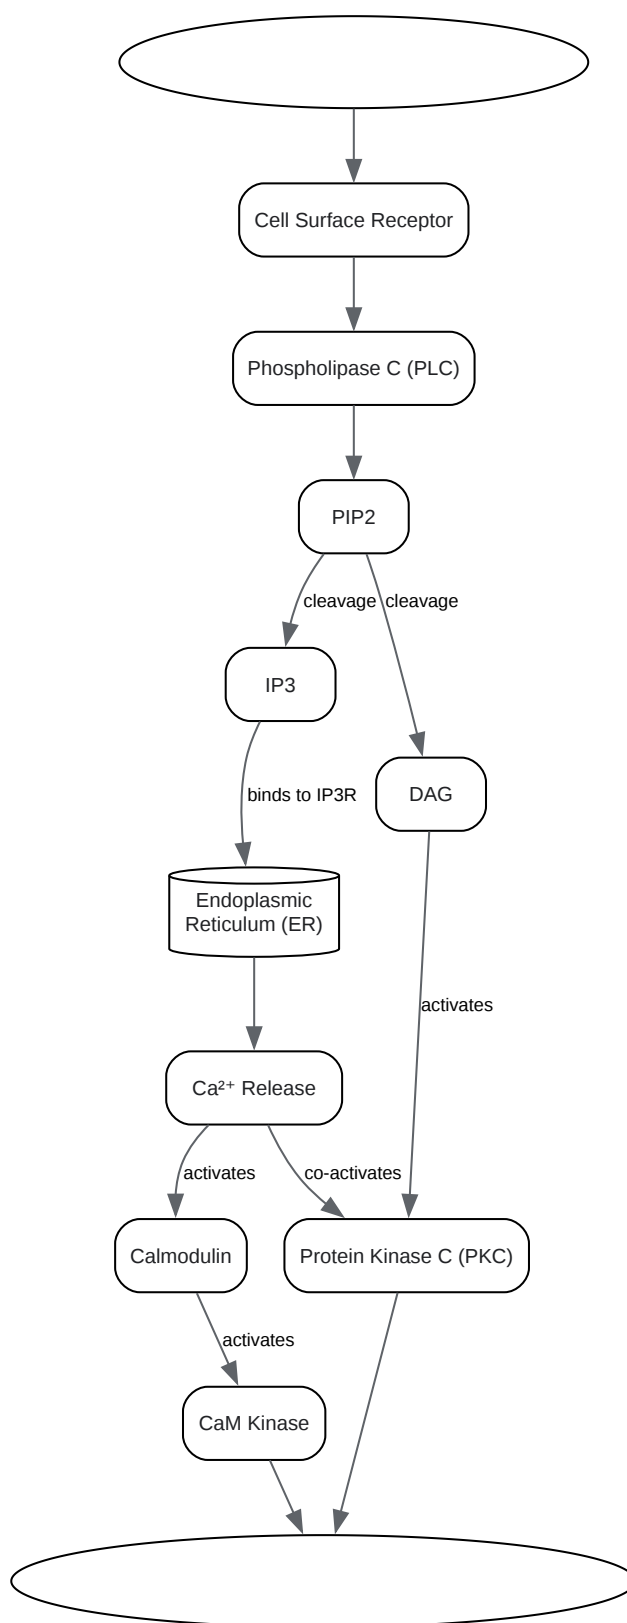 Cell Surface Receptor
Phospholipase C (PLC)
PIP2
cleavage
cleavage
IP3
DAG
binds to IP3R
Endoplasmic
Reticulum (ER)
activates
Ca²⁺ Release
activates
co-activates
Calmodulin
Protein Kinase C (PKC)
activates
CaM Kinase